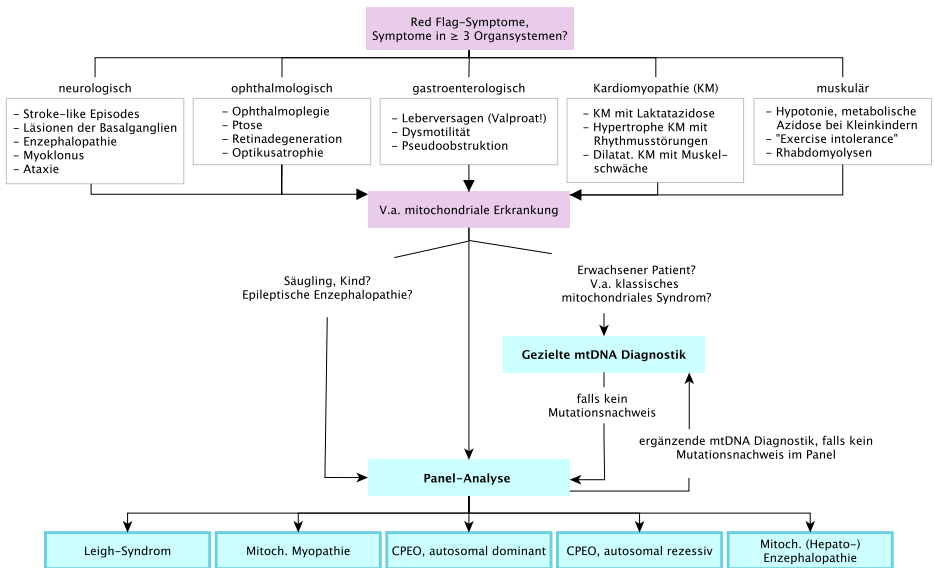 Red Flag-Symptome,
Symptome in ≥ 3 Organsystemen?
neurologisch
- Stroke-like Episodes
- Läsionen der Basalganglien
- Enzephalopathie
- Myoklonus
- Ataxie
ophthalmologisch
- Ophthalmoplegie
- Ptose
- Retinadegeneration
- Optikusatrophie
gastroenterologisch
- Leberversagen (Valproat!)
- Dysmotilität
- Pseudoobstruktion
Kardiomyopathie (KM)
- KM mit Laktatazidose
- Hypertrophe KM mit
Rhythmusstörungen
- Dilatat. KM mit Muskel-
schwäche
muskulär
- Hypotonie, metabolische
Azidose bei Kleinkindern
- "Exercise intolerance"
- Rhabdomyolysen
V.a. mitochondriale Erkrankung
Säugling, Kind?
Epileptische Enzephalopathie?
Erwachsener Patient?
V.a. klassisches
mitochondriales Syndrom?
Gezielte mtDNA Diagnostik
falls kein
Mutationsnachweis
ergänzende mtDNA Diagnostik, falls kein
Mutationsnachweis im Panel
Panel-Analyse
Leigh-Syndrom
Mitoch. Myopathie
CPEO, autosomal dominant
CPEO, autosomal rezessiv
Mitoch. (Hepato-)
Enzephalopathie